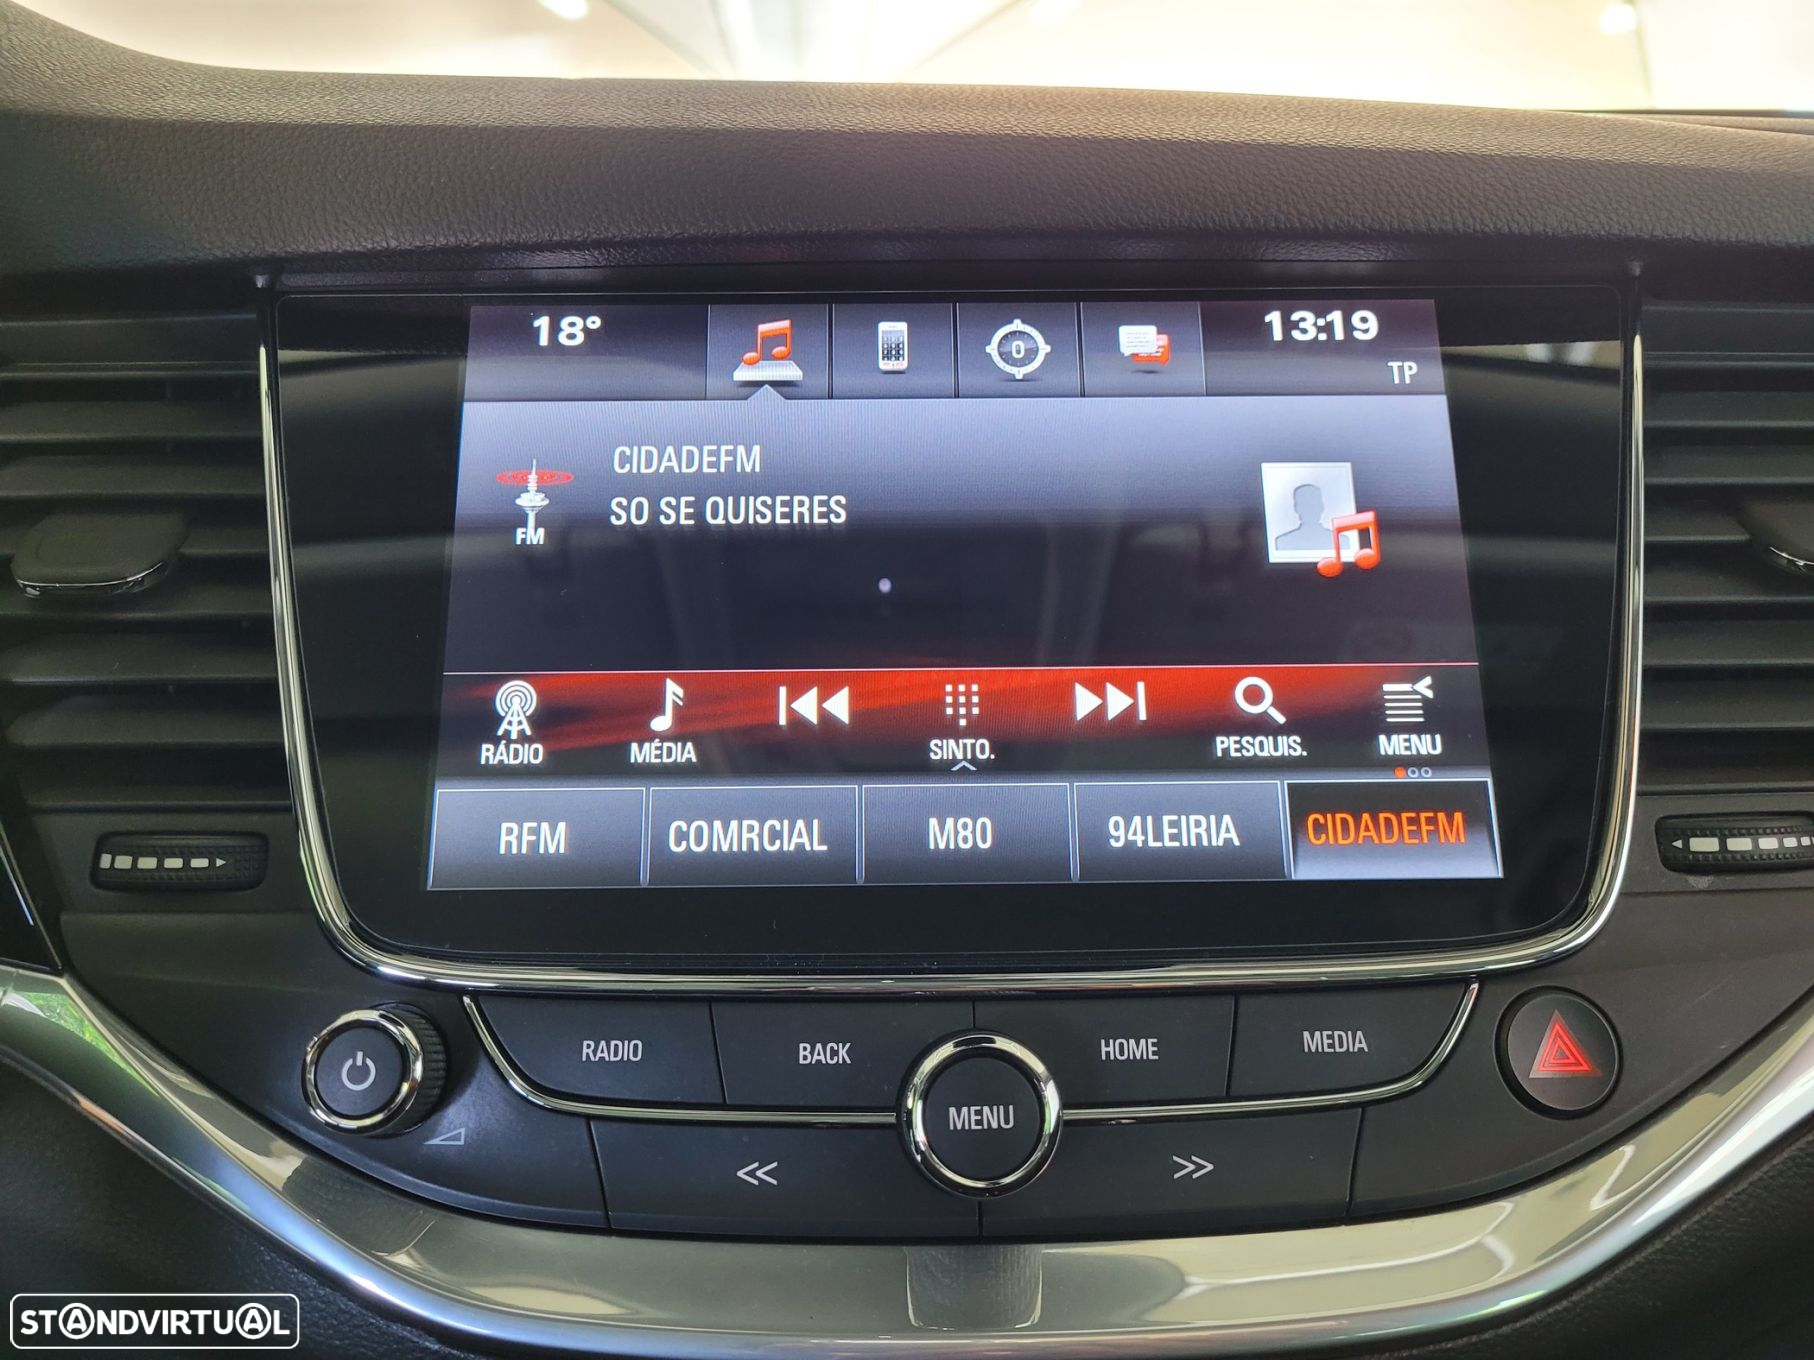 18°
13:19
TP
0
CIDADEFM
SO SE QUISERES
FM
RÁDIO
MÉDIA
SINTO.
PESQUIS.
MENU
RFM
COMRCIAL
M80
94LEIRIA
CIDADEFM
RADIO
BACK
HOME
MEDIA
MENU
<<
>>
STANDVIRTUAL